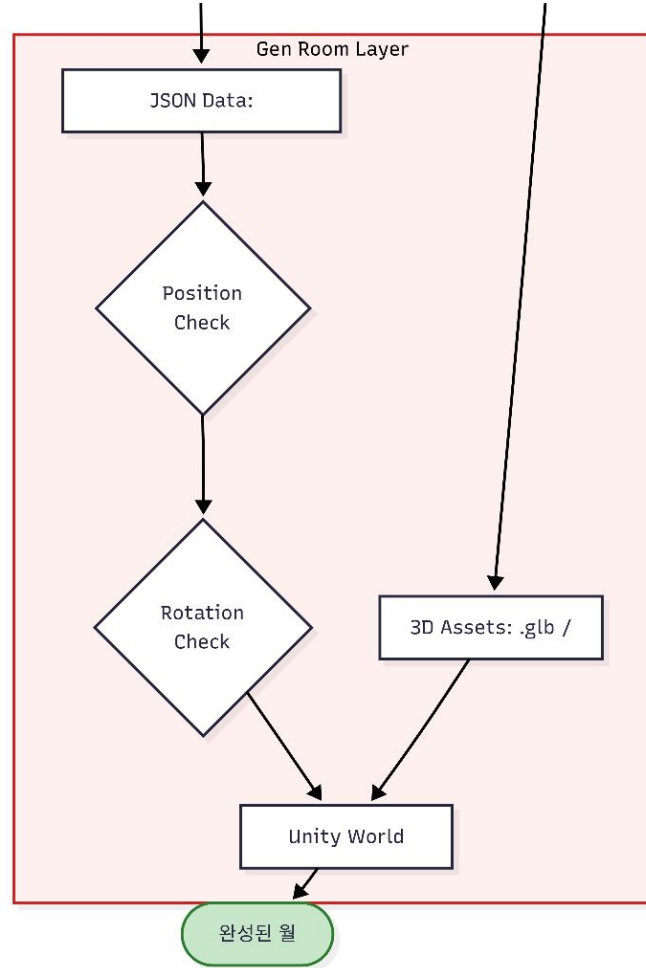 Gen Room Layer
JSON Data:
Position
Check
Rotation
Check
3D Assets: .glb /
Unity World
완성된 월